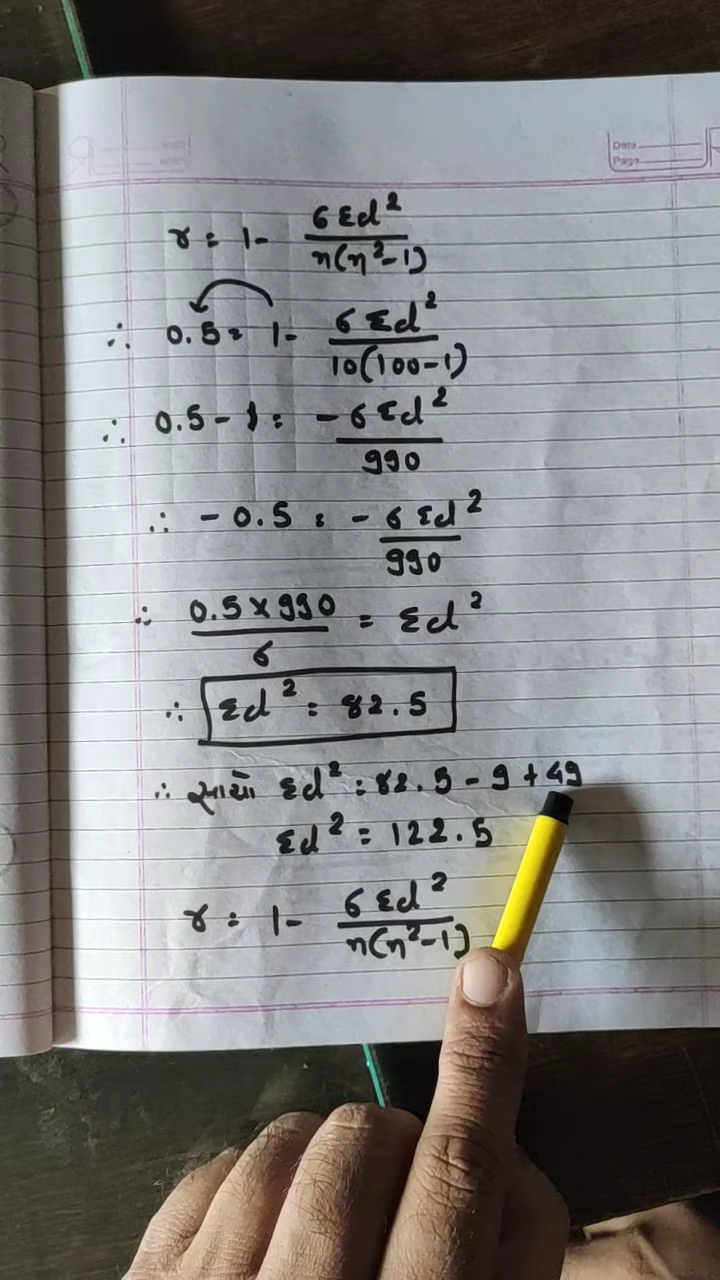 Date
Page
r = 1 - 6Σd² / n(n²-1)
∴ 0.5 = 1 - 6Σd² / 10(100-1)
∴ 0.5 - 1 = -6Σd² / 990
∴ -0.5 = -6Σd² / 990
∴ 0.5 × 990 / 6 = Σd²
∴ Σd² = 82.5
∴ સાચો Σd² = 82.5 - 9 + 49
Σd² = 122.5
r = 1 - 6Σd² / n(n²-1)